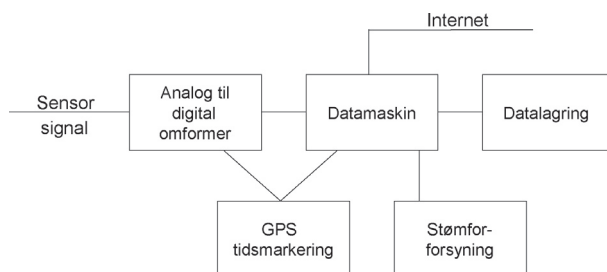 Internet
Sensor
signal
Analog til
digital
omformer
Datamaskin
Datalagring
GPS
tidsmarkering
Stømfor-
forsyning